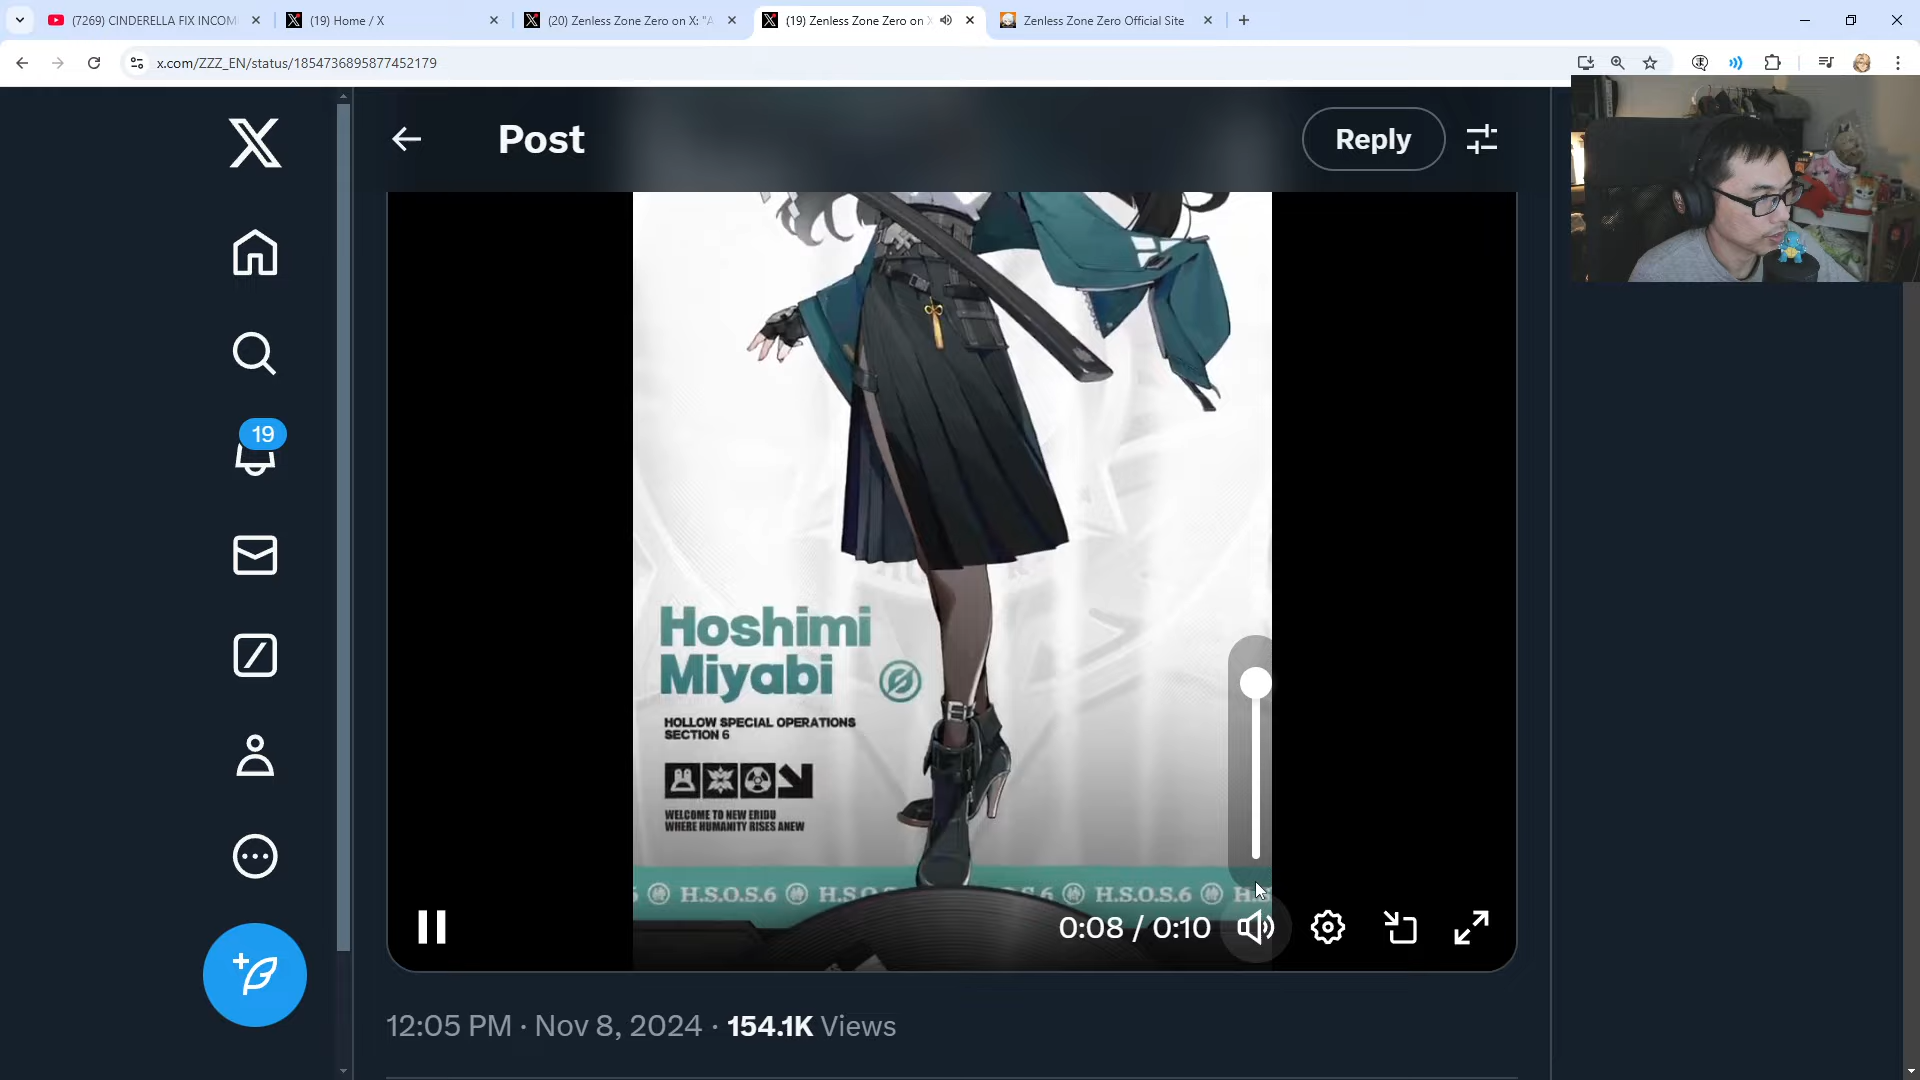 (7269) CINDERELLA FIX INCOM
(19) Home / X
(20) Zenless Zone Zero on X: "A
(19) Zenless Zone Zero on X
Zenless Zone Zero Official Site
x.com/ZZZ_EN/status/1854736895877452179
Post
Reply
19
Hoshimi
Miyabi
HOLLOW SPECIAL OPERATIONS
SECTION 6
WELCOME TO NEW ERIDU
WHERE HUMANITY RISES ANEW
H.S.O.S.6
H.S.O.S.6
0:08 / 0:10
12:05 PM · Nov 8, 2024 · 154.1K Views